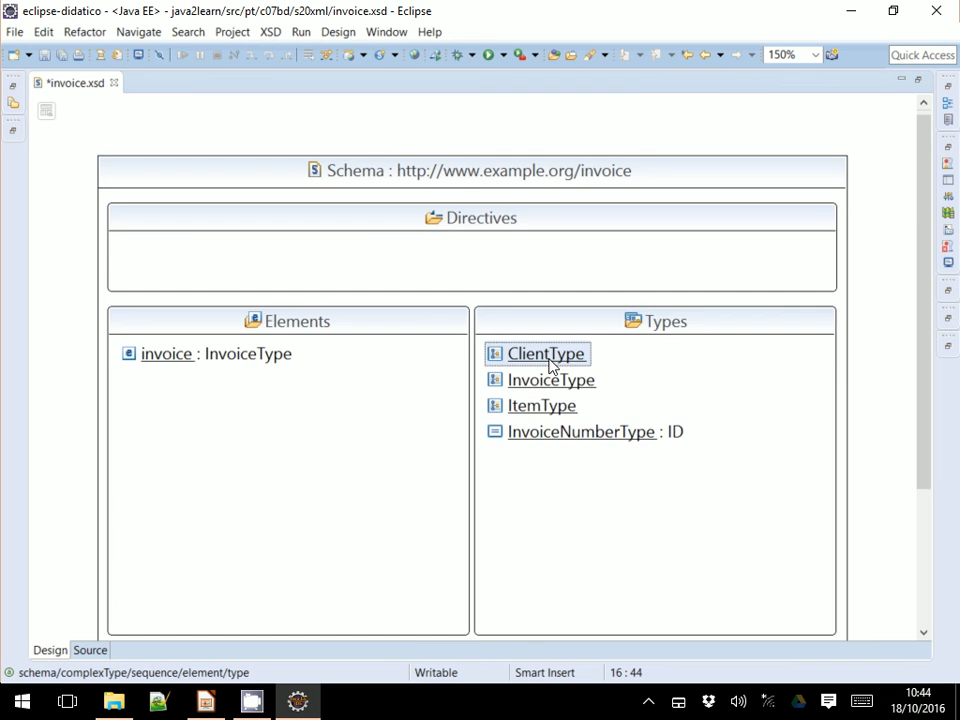 eclipse-didatico - <Java EE> - java2learn/src/pt/c07bd/s20xml/invoice.xsd - Eclipse
File Edit Refactor Navigate Search Project XSD Run Design Window Help
150% Quick Access
*invoice.xsd
Schema : http://www.example.org/invoice
Directives
Elements
invoice : InvoiceType
Types
ClientType
InvoiceType
ItemType
InvoiceNumberType : ID
Design Source
schema/complexType/sequence/element/type Writable Smart Insert 16 : 44
10:44
18/10/2016